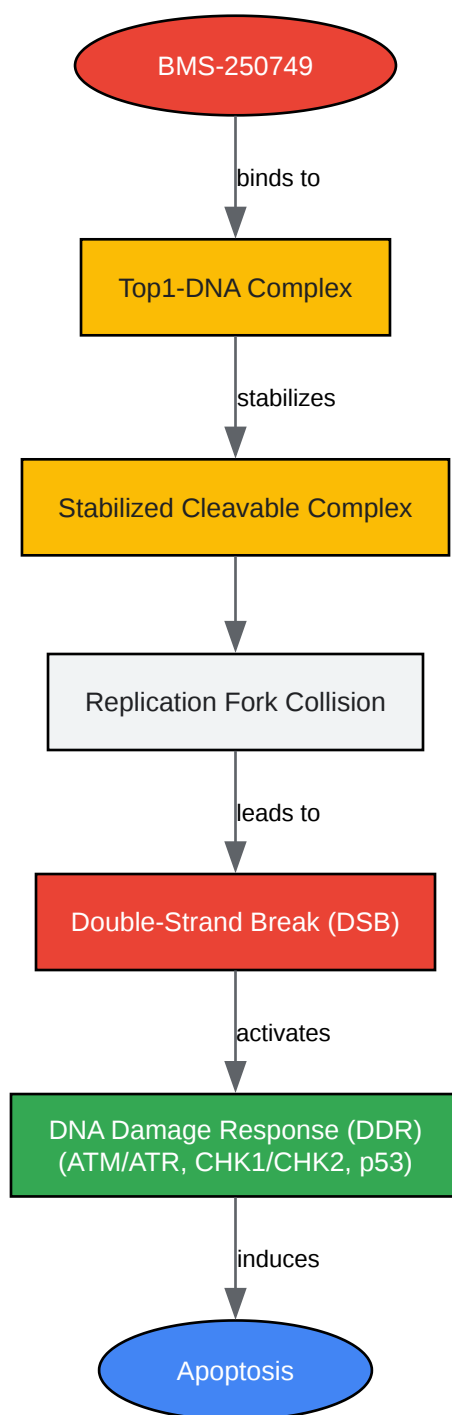 BMS-250749
binds to
Top1-DNA Complex
stabilizes
Stabilized Cleavable Complex
Replication Fork Collision
leads to
Double-Strand Break (DSB)
activates
DNA Damage Response (DDR)
(ATM/ATR, CHK1/CHK2, p53)
induces
Apoptosis